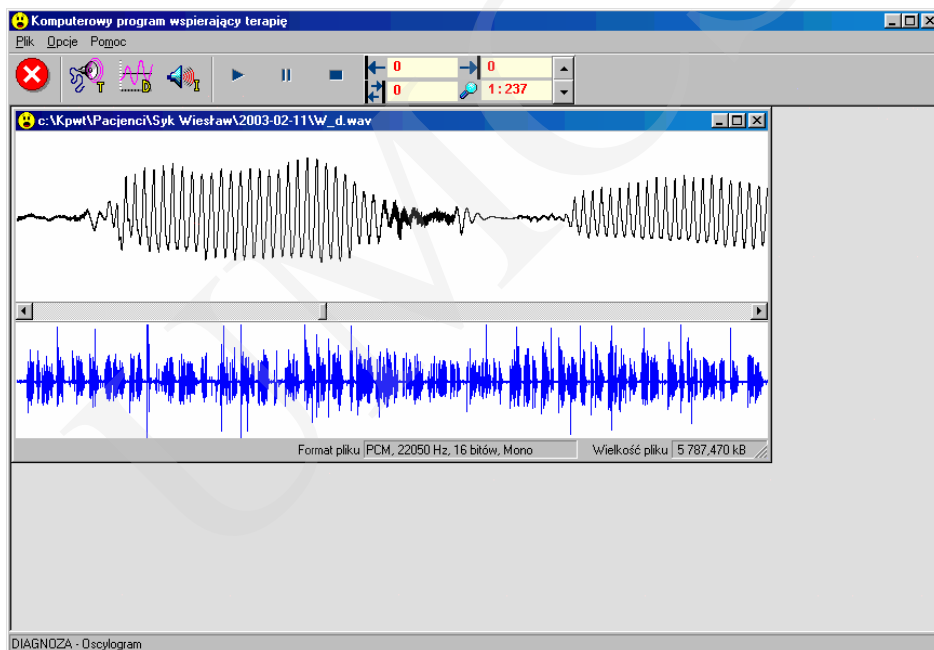 Komputerowy program wspierający terapię
Plik Opcje Pomoc
T D I 0 0
0 1:237
c:\Kpwt\Pacjenci\Syk Wiesław\2003-02-11\W_d.wav
Format pliku PCM, 22050 Hz, 16 bitów, Mono Wielkość pliku 5 787,470 kB
DIAGNOZA - Oscylogram
UMCS